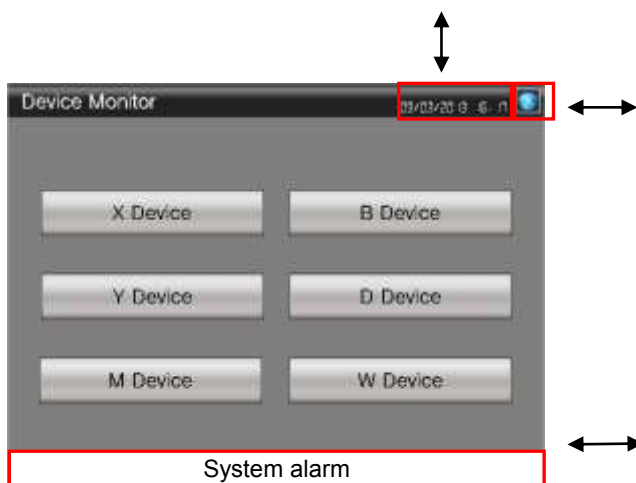 Device Monitor
X Device B Device
Y Device D Device
M Device W Device
System alarm